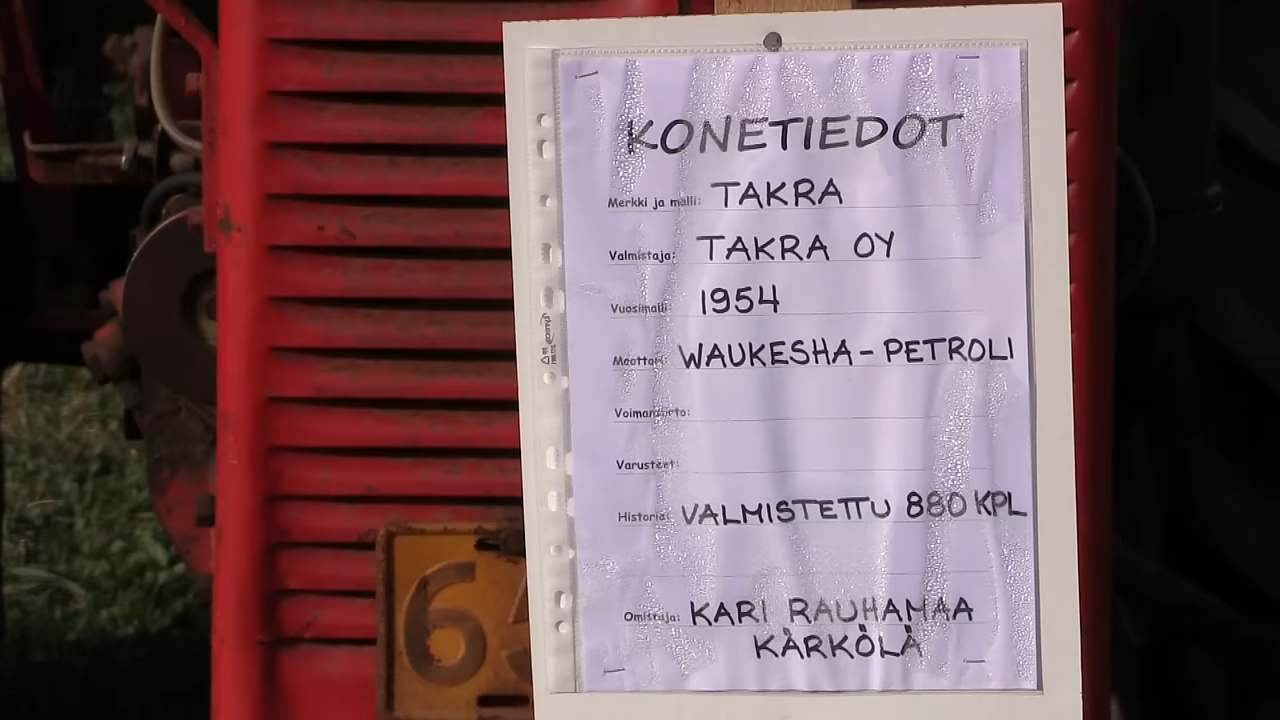 KONETIEDOT
Merkki ja malli: TAKRA
Valmistaja: TAKRA OY
Vuosimalli: 1954
Moottori: WAUKESHA - PETROLI
Voimansiirto:
Varusteet:
Historia: VALMISTETTU 880 KPL
Omistaja: KARI RAUHAMAA
KÄRKÖLÄ
6